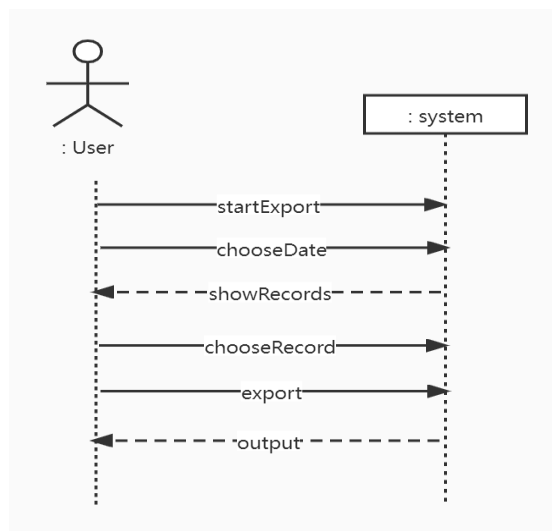 : system
: User
startExport
chooseDate
showRecords
chooseRecord
export
output